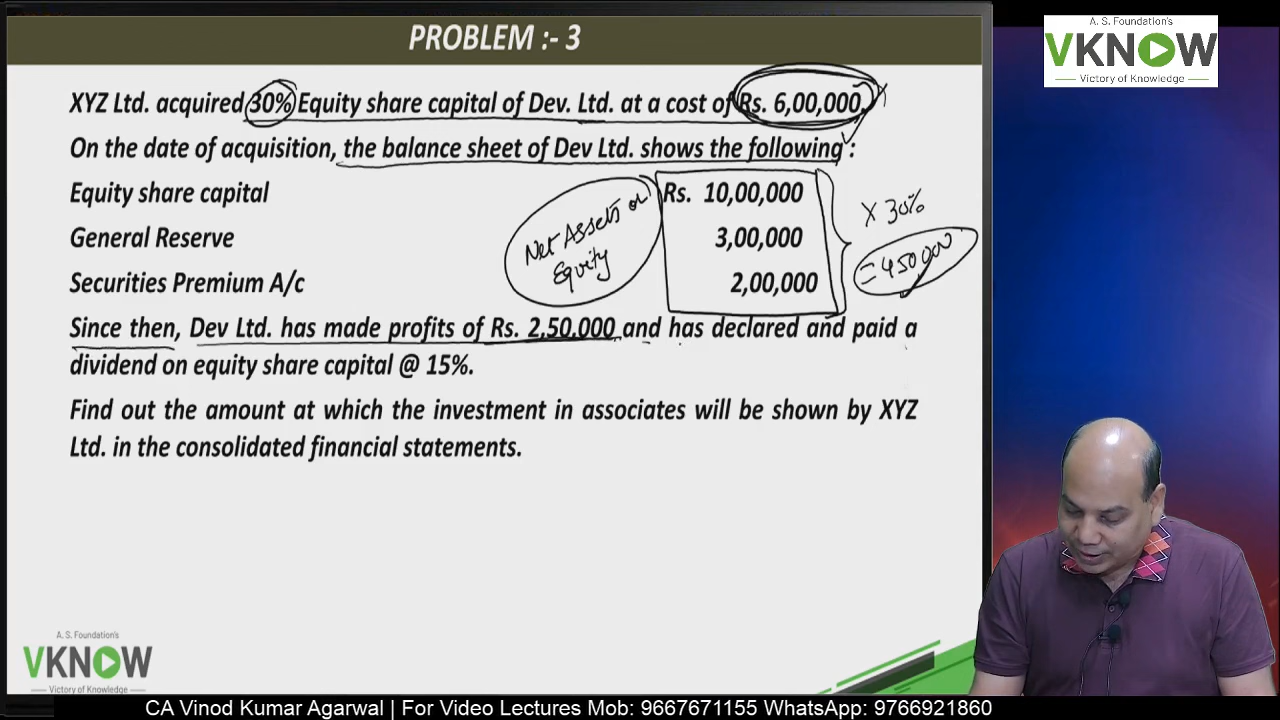 PROBLEM :- 3
A. S. Foundation's
VKNOW
Victory of Knowledge
XYZ Ltd. acquired 30% Equity share capital of Dev. Ltd. at a cost of Rs. 6,00,000.
On the date of acquisition, the balance sheet of Dev Ltd. shows the following :
Equity share capital Rs. 10,00,000
General Reserve 3,00,000
Securities Premium A/c 2,00,000
Net Assets or
Equity
X 30%
= 450000
Since then, Dev Ltd. has made profits of Rs. 2,50,000 and has declared and paid a
dividend on equity share capital @ 15%.
Find out the amount at which the investment in associates will be shown by XYZ
Ltd. in the consolidated financial statements.
A. S. Foundation's
VKNOW
Victory of Knowledge
CA Vinod Kumar Agarwal | For Video Lectures Mob: 9667671155 WhatsApp: 9766921860